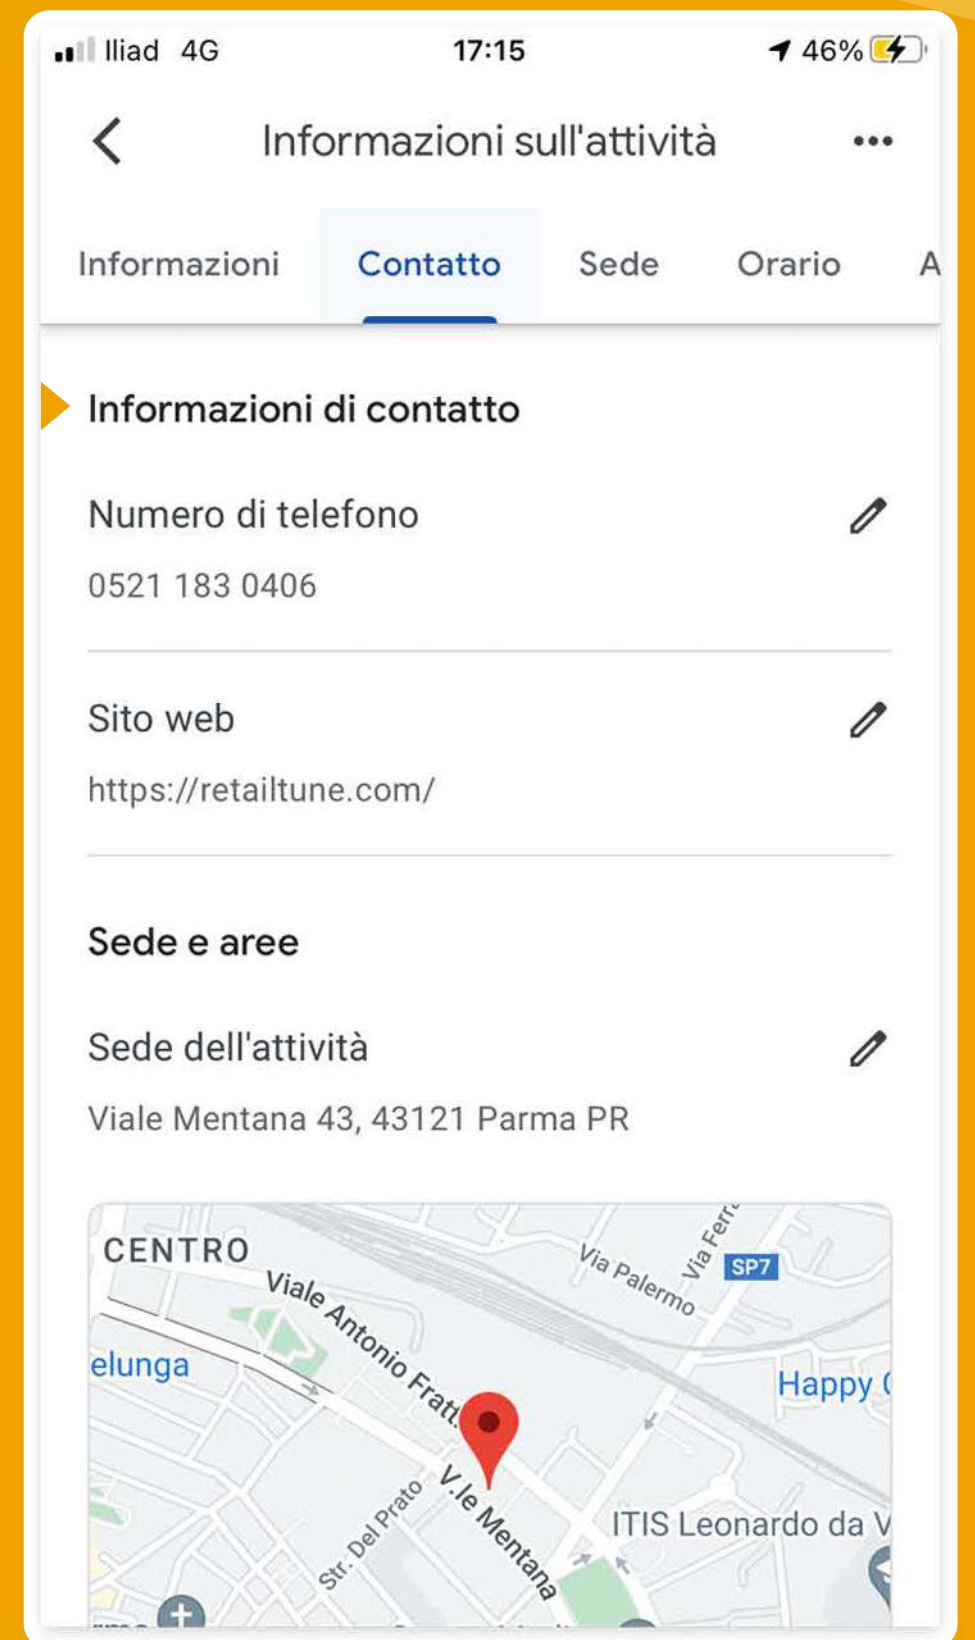 Iliad 4G 17:15 46%
Informazioni sull'attività
Informazioni Contatto Sede Orario A
Informazioni di contatto
Numero di telefono
0521 183 0406
Sito web
https://retailtune.com/
Sede e aree
Sede dell'attività
Viale Mentana 43, 43121 Parma PR
CENTRO
Via Ferr
SP7
Via Palermo
Viale Antonio Fratt
elunga
Happy
V.le Mentana
Str. Del Prato
ITIS Leonardo da V